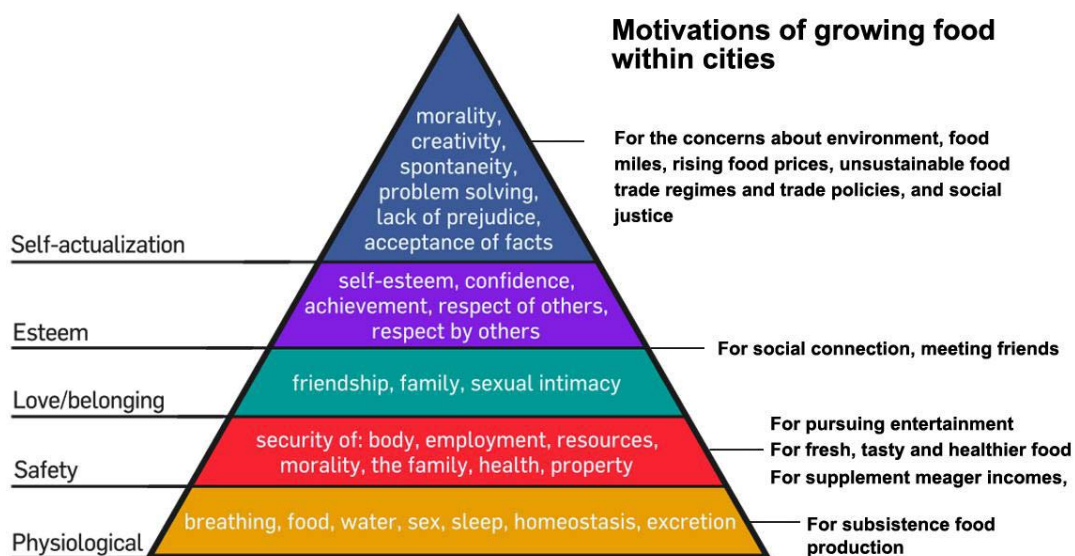 Motivations of growing food
within cities
morality,
creativity,
spontaneity,
problem solving,
lack of prejudice,
acceptance of facts
For the concerns about environment, food
miles, rising food prices, unsustainable food
trade regimes and trade policies, and social
justice
Self-actualization
self-esteem, confidence,
achievement, respect of others,
respect by others
Esteem
For social connection, meeting friends
friendship, family, sexual intimacy
Love/belonging
security of: body, employment, resources,
morality, the family, health, property
For pursuing entertainment
For fresh, tasty and healthier food
For supplement meager incomes,
Safety
breathing, food, water, sex, sleep, homeostasis, excretion
For subsistence food
production
Physiological